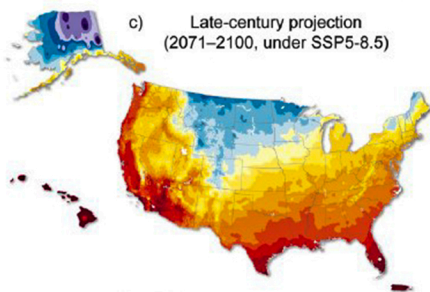 c) Late-century projection
(2071–2100, under SSP5-8.5)